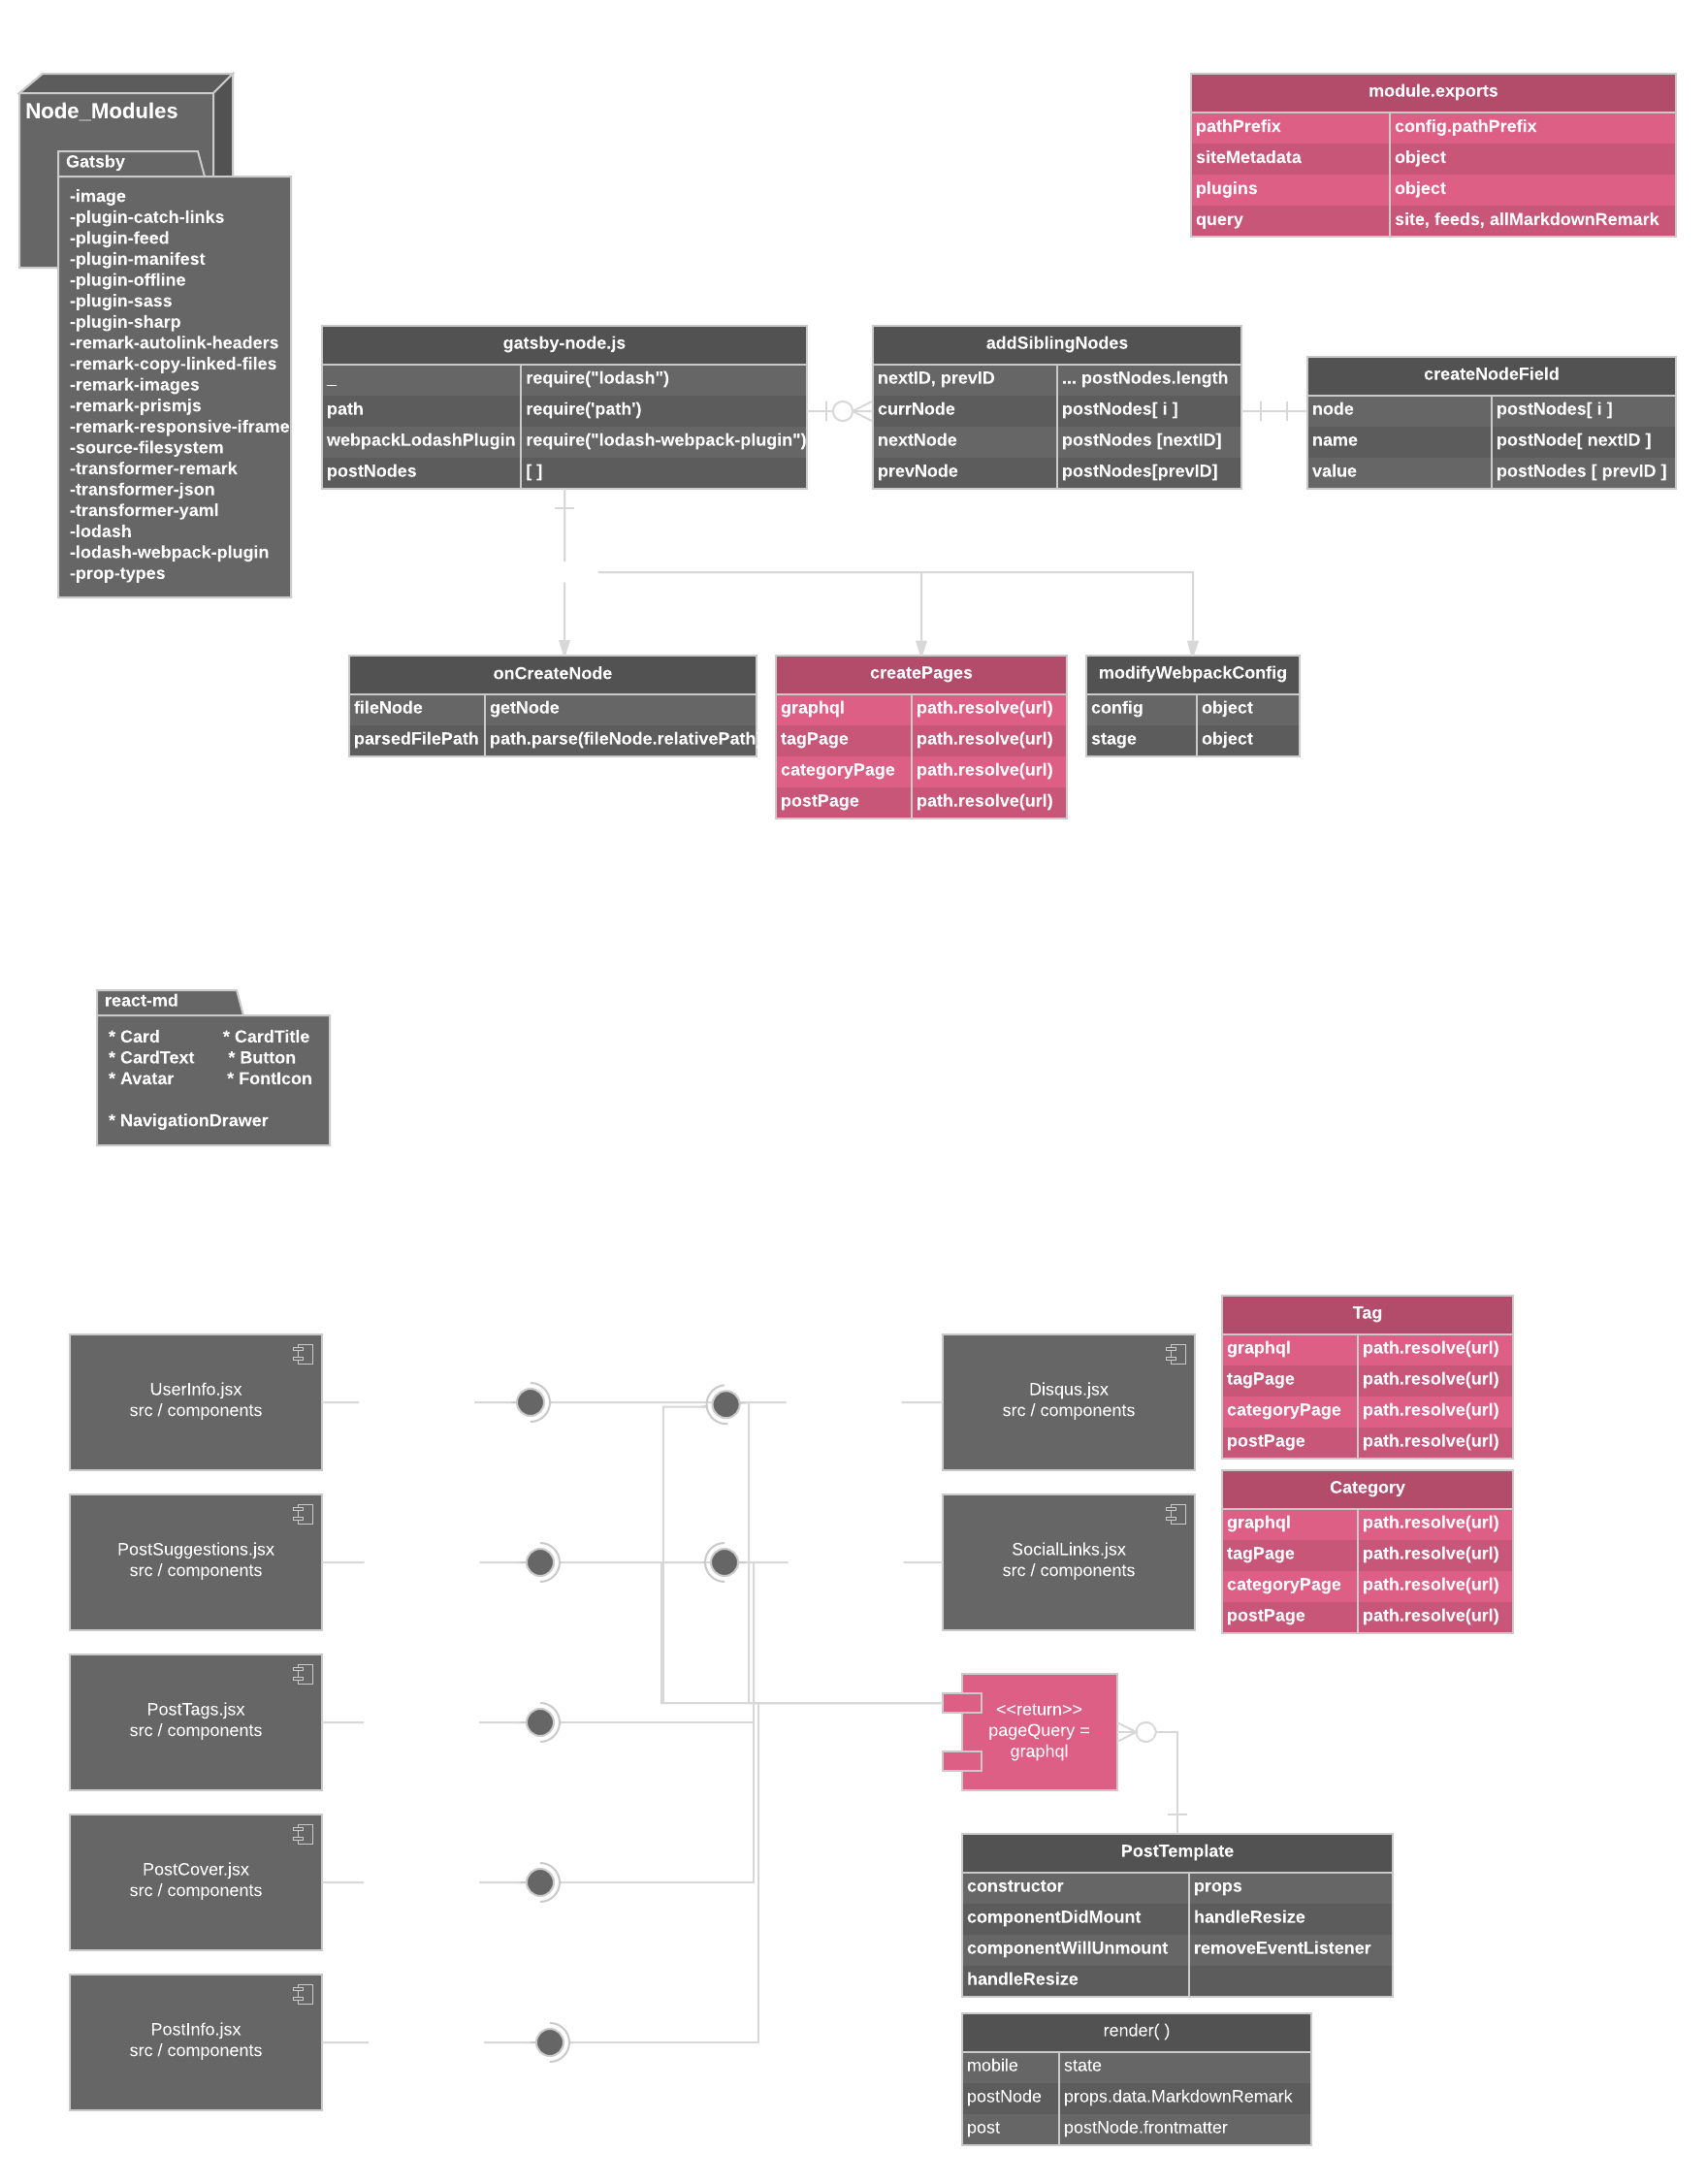 Node_Modules
Gatsby
-image
-plugin-catch-links
-plugin-feed
-plugin-manifest
-plugin-offline
-plugin-sass
-plugin-sharp
-remark-autolink-headers
-remark-copy-linked-files
-remark-images
-remark-prismjs
-remark-responsive-iframe
-source-filesystem
-transformer-remark
-transformer-json
-transformer-yaml
-lodash
-lodash-webpack-plugin
-prop-types
module.exports
pathPrefix config.pathPrefix
siteMetadata object
plugins object
query site, feeds, allMarkdownRemark
gatsby-node.js
_ require("lodash")
path require('path')
webpackLodashPlugin require("lodash-webpack-plugin")
postNodes [ ]
addSiblingNodes
nextID, prevID ... postNodes.length
currNode postNodes[ i ]
nextNode postNodes [nextID]
prevNode postNodes[prevID]
createNodeField
node postNodes[ i ]
name postNode[ nextID ]
value postNodes [ prevID ]
onCreateNode
fileNode getNode
parsedFilePath path.parse(fileNode.relativePath)
createPages
graphql path.resolve(url)
tagPage path.resolve(url)
categoryPage path.resolve(url)
postPage path.resolve(url)
modifyWebpackConfig
config object
stage object
react-md
* Card * CardTitle
* CardText * Button
* Avatar * FontIcon
* NavigationDrawer
UserInfo.jsx
src / components
PostSuggestions.jsx
src / components
PostTags.jsx
src / components
PostCover.jsx
src / components
PostInfo.jsx
src / components
Disqus.jsx
src / components
SocialLinks.jsx
src / components
Tag
graphql path.resolve(url)
tagPage path.resolve(url)
categoryPage path.resolve(url)
postPage path.resolve(url)
Category
graphql path.resolve(url)
tagPage path.resolve(url)
categoryPage path.resolve(url)
postPage path.resolve(url)
<<return>>
pageQuery =
graphql
PostTemplate
constructor props
componentDidMount handleResize
componentWillUnmount removeEventListener
handleResize
render( )
mobile state
postNode props.data.MarkdownRemark
post postNode.frontmatter